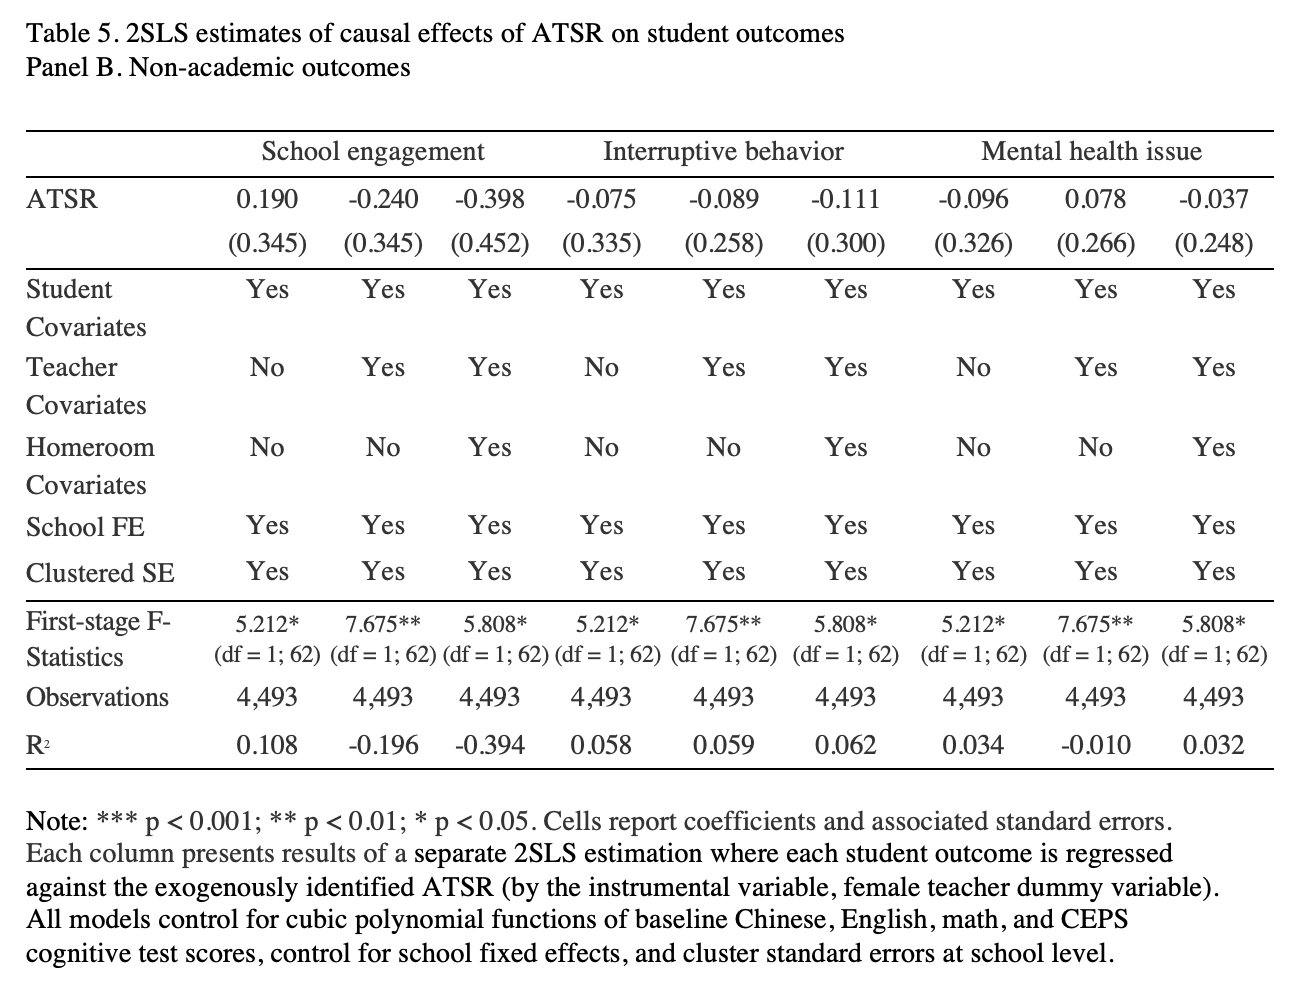 Table 5. 2SLS estimates of causal effects of ATSR on student outcomes
Panel B. Non-academic outcomes
School engagement Interruptive behavior Mental health issue
ATSR 0.190 -0.240 -0.398 -0.075 -0.089 -0.111 -0.096 0.078 -0.037
(0.345) (0.345) (0.452) (0.335) (0.258) (0.300) (0.326) (0.266) (0.248)
Student Yes Yes Yes Yes Yes Yes Yes Yes Yes
Covariates
Teacher No Yes Yes No Yes Yes No Yes Yes
Covariates
Homeroom No No Yes No No Yes No No Yes
Covariates
School FE Yes Yes Yes Yes Yes Yes Yes Yes Yes
Clustered SE Yes Yes Yes Yes Yes Yes Yes Yes Yes
First-stage F- 5.212* 7.675** 5.808* 5.212* 7.675** 5.808* 5.212* 7.675** 5.808*
Statistics (df = 1; 62) (df = 1; 62) (df = 1; 62) (df = 1; 62) (df = 1; 62) (df = 1; 62) (df = 1; 62) (df = 1; 62) (df = 1; 62)
Observations 4,493 4,493 4,493 4,493 4,493 4,493 4,493 4,493 4,493
R² 0.108 -0.196 -0.394 0.058 0.059 0.062 0.034 -0.010 0.032
Note: *** p < 0.001; ** p < 0.01; * p < 0.05. Cells report coefficients and associated standard errors.
Each column presents results of a separate 2SLS estimation where each student outcome is regressed
against the exogenously identified ATSR (by the instrumental variable, female teacher dummy variable).
All models control for cubic polynomial functions of baseline Chinese, English, math, and CEPS
cognitive test scores, control for school fixed effects, and cluster standard errors at school level.